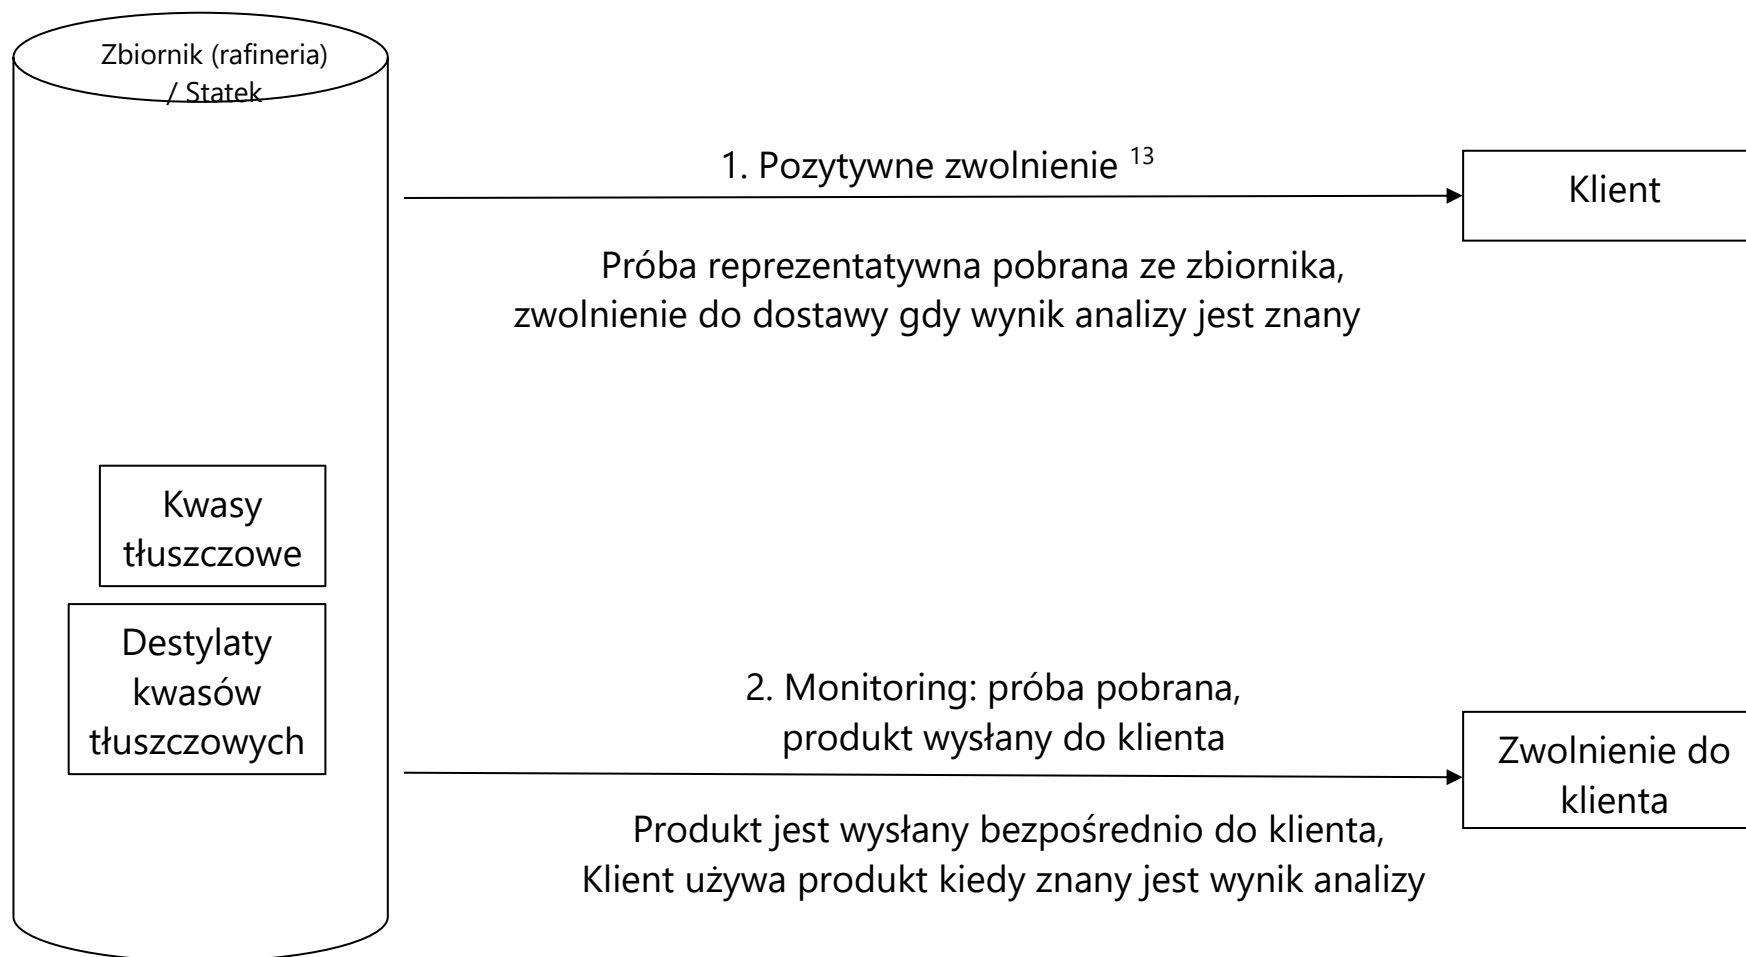 Zbiornik (rafineria)
/ Statek
1. Pozytywne zwolnienie ¹³
Klient
Próba reprezentatywna pobrana ze zbiornika,
zwolnienie do dostawy gdy wynik analizy jest znany
Kwasy
tłuszczowe
Destylaty
kwasów
tłuszczowych
2. Monitoring: próba pobrana,
produkt wysłany do klienta
Zwolnienie do
klienta
Produkt jest wysłany bezpośrednio do klienta,
Klient używa produkt kiedy znany jest wynik analizy